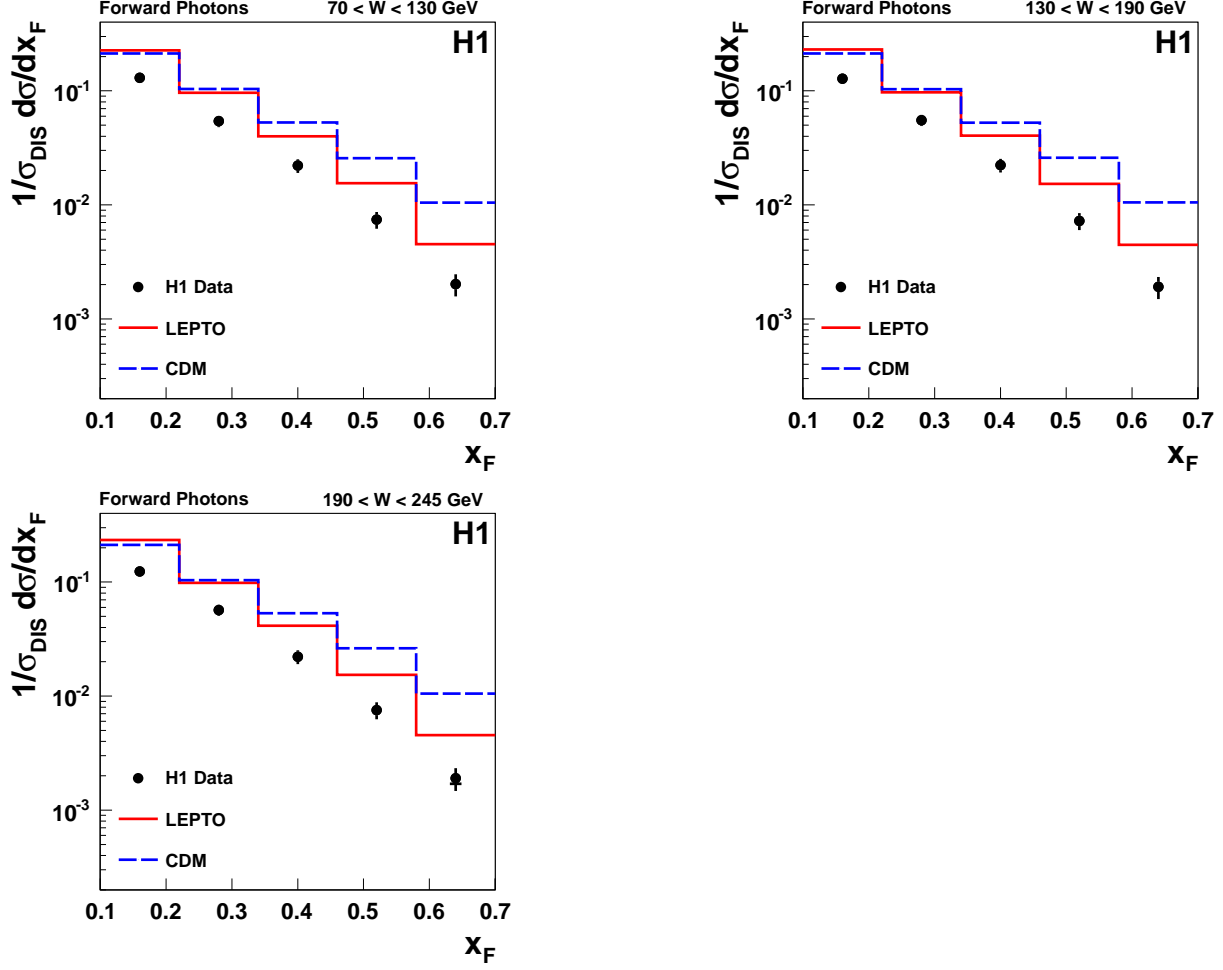 Forward Photons 70 < W < 130 GeV
H1
1/σ_DIS dσ/dx_F
10^-1
10^-2
10^-3
H1 Data
LEPTO
CDM
0.1 0.2 0.3 0.4 0.5 0.6 0.7
x_F
Forward Photons 130 < W < 190 GeV
H1
1/σ_DIS dσ/dx_F
10^-1
10^-2
10^-3
H1 Data
LEPTO
CDM
0.1 0.2 0.3 0.4 0.5 0.6 0.7
x_F
Forward Photons 190 < W < 245 GeV
H1
1/σ_DIS dσ/dx_F
10^-1
10^-2
10^-3
H1 Data
LEPTO
CDM
0.1 0.2 0.3 0.4 0.5 0.6 0.7
x_F